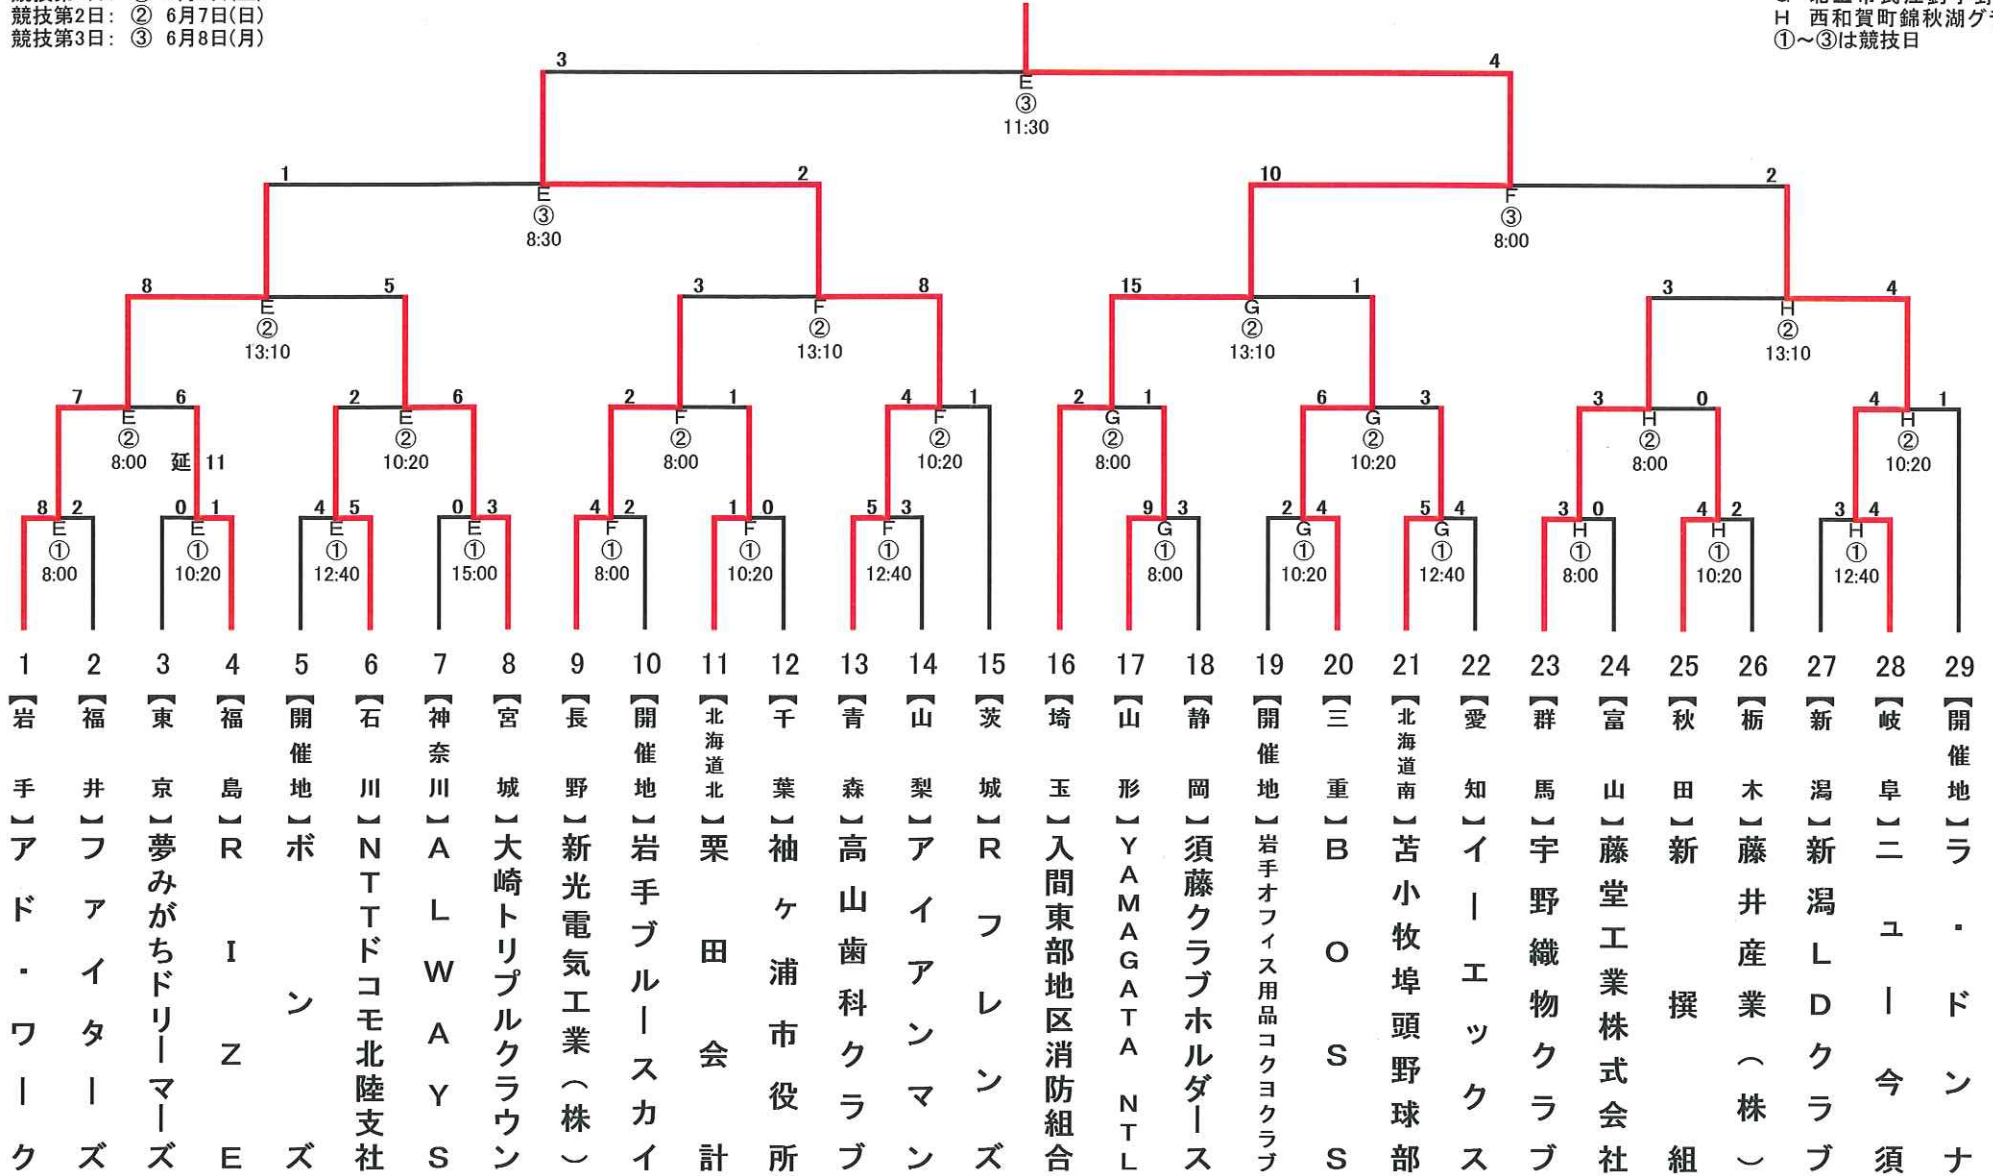 競技第2日: ② 6月7日(日)
競技第3日: ③ 6月8日(月)
H 西和賀町錦秋湖グ
①~③は競技日
3 4
E
③
11:30
1 2 10 2
E F
③ ③
8:30 8:00
8 5 3 8 15 1 3 4
E F G H
② ② ② ②
13:10 13:10 13:10 13:10
7 6 2 6 2 1 4 1 2 1 6 3 3 0 4 1
E E F F G G H H
② ② ② ② ② ② ② ②
8:00 延 11 10:20 8:00 10:20 8:00 10:20 8:00 10:20
8 2 0 1 4 5 0 3 4 2 1 0 5 3 9 3 2 4 5 4 3 0 4 2 3 4
E E E E F F F G G G H H H
① ① ① ① ① ① ① ① ① ① ① ① ①
8:00 10:20 12:40 15:00 8:00 10:20 12:40 8:00 10:20 12:40 8:00 10:20 12:40
1 【岩手】アド・ワーク
2 【福井】ファイターズ
3 【東京】夢みがちドリーマーズ
4 【福島】RIZE
5 【開催地】ボンズ
6 【石川】NTTドコモ北陸支社
7 【神奈川】ALWAYS
8 【宮城】大崎トリプルクラウン
9 【長野】新光電気工業(株)
10 【開催地】岩手ブルースカイ
11 【北海道北】栗田会計
12 【千葉】袖ヶ浦市役所
13 【青森】高山歯科クラブ
14 【山梨】アイアンマン
15 【茨城】Rフレンズ
16 【埼玉】入間東部地区消防組合
17 【山形】YAMAGATA NTL
18 【静岡】須藤クラブホルダース
19 【開催地】岩手オフィス用品コクヨクラブ
20 【三重】BOSS
21 【北海道南】苫小牧埠頭野球部
22 【愛知】イーエックス
23 【群馬】宇野織物クラブ
24 【富山】藤堂工業株式会社
25 【秋田】新撰組
26 【栃木】藤井産業(株)
27 【新潟】新潟LDクラブ
28 【岐阜】ニュー今須
29 【開催地】ラ・ドンナ